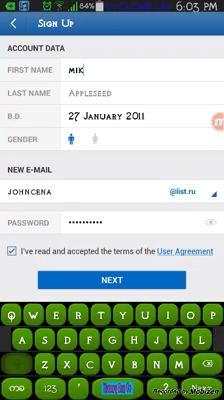 84% 6:03 PM
Sign Up
ACCOUNT DATA
FIRST NAME MIK
LAST NAME Appleseed
B.D. 27 January 2011
GENDER
NEW E-MAIL
JOHNCENA @list.ru
PASSWORD ••••••••••
I've read and accepted the terms of the User Agreement
NEXT
Q W E R T Y U I O P
A S D F G H J K L
Z X C V B N M
123 ' ?